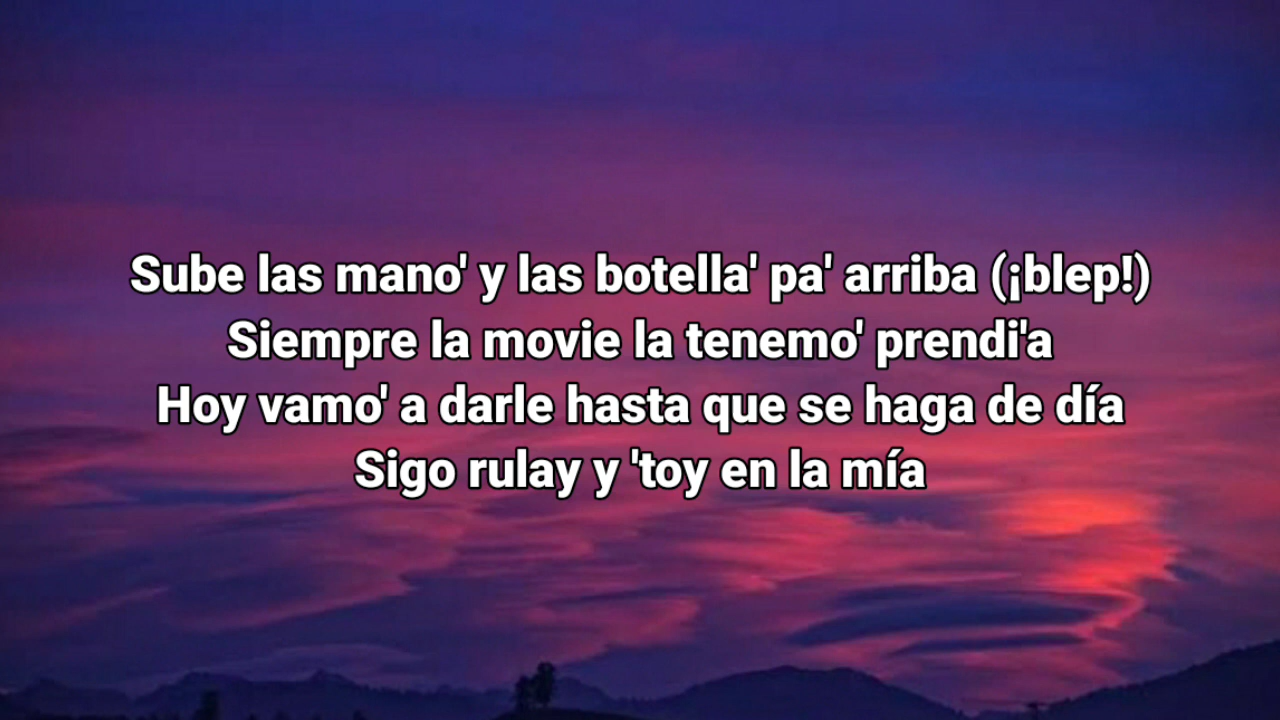 Sube las mano' y las botella' pa' arriba (¡blep!)
Siempre la movie la tenemo' prendi'a
Hoy vamo' a darle hasta que se haga de día
Sigo rulay y 'toy en la mía